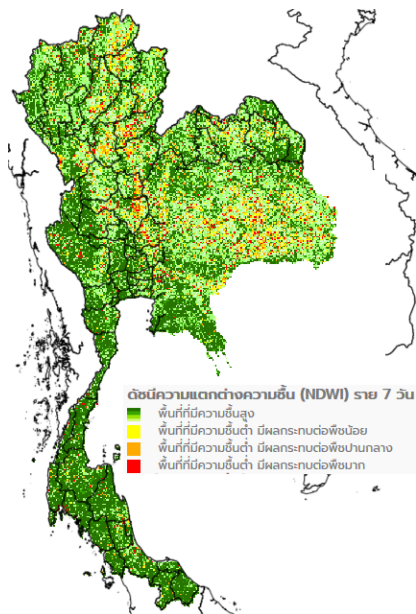 ดัชนีความแตกต่างความชื้น (NDWI) ราย 7 วัน
พื้นที่ที่มีความชื้นสูง
พื้นที่ที่มีความชื้นต่ำ มีผลกระทบต่อพืชน้อย
พื้นที่ที่มีความชื้นต่ำ มีผลกระทบต่อพืชปานกลาง
พื้นที่ที่มีความชื้นต่ำ มีผลกระทบต่อพืชมาก